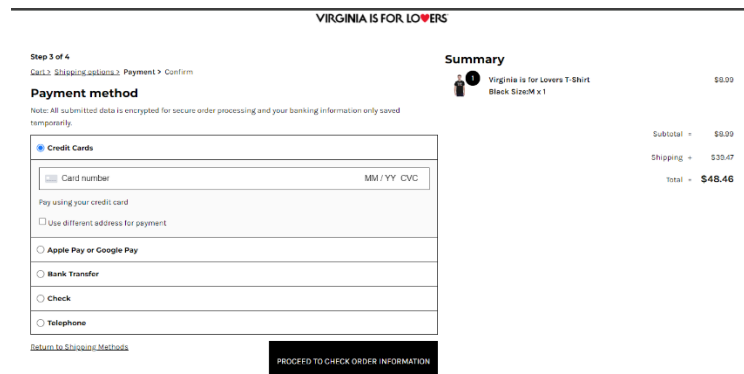 VIRGINIA IS FOR LO♥ERS
Step 3 of 4
Cart > Shipping options > Payment > Confirm
Payment method
Note: All submitted data is encrypted for secure order processing and your banking information only saved
temporarily.
Credit Cards
Card number MM / YY CVC
Pay using your credit card
Use different address for payment
Apple Pay or Google Pay
Bank Transfer
Check
Telephone
Return to Shipping Methods
PROCEED TO CHECK ORDER INFORMATION
Summary
1
Virginia is for Lovers T-Shirt $8.99
Black Size:M x 1
Subtotal = $8.99
Shipping + $39.47
Total = $48.46